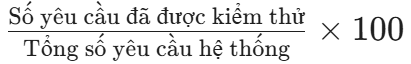 Số yêu cầu đã được kiểm thử
Tổng số yêu cầu hệ thống
× 100